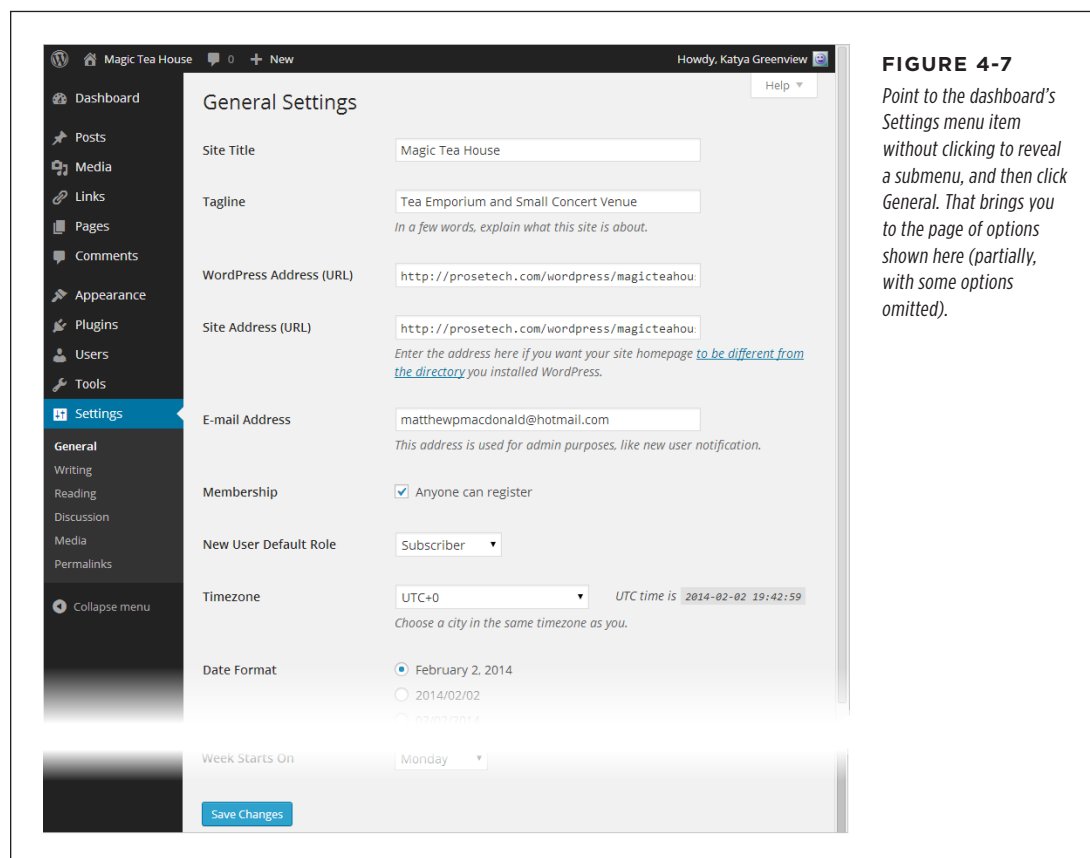 Magic Tea House 0 + New Howdy, Katya Greenview
Help
Dashboard
Posts
Media
Links
Pages
Comments
Appearance
Plugins
Users
Tools
Settings
General
Writing
Reading
Discussion
Media
Permalinks
Collapse menu
General Settings
Site Title Magic Tea House
Tagline Tea Emporium and Small Concert Venue
In a few words, explain what this site is about.
WordPress Address (URL) http://prosetech.com/wordpress/magicteahou
Site Address (URL) http://prosetech.com/wordpress/magicteahou
Enter the address here if you want your site homepage to be different from
the directory you installed WordPress.
E-mail Address matthewpmacdonald@hotmail.com
This address is used for admin purposes, like new user notification.
Membership Anyone can register
New User Default Role Subscriber
Timezone UTC+0 UTC time is 2014-02-02 19:42:59
Choose a city in the same timezone as you.
Date Format February 2, 2014
2014/02/02
02/02/2014
Week Starts On Monday
Save Changes
FIGURE 4-7
Point to the dashboard's
Settings menu item
without clicking to reveal
a submenu, and then click
General. That brings you
to the page of options
shown here (partially,
with some options
omitted).